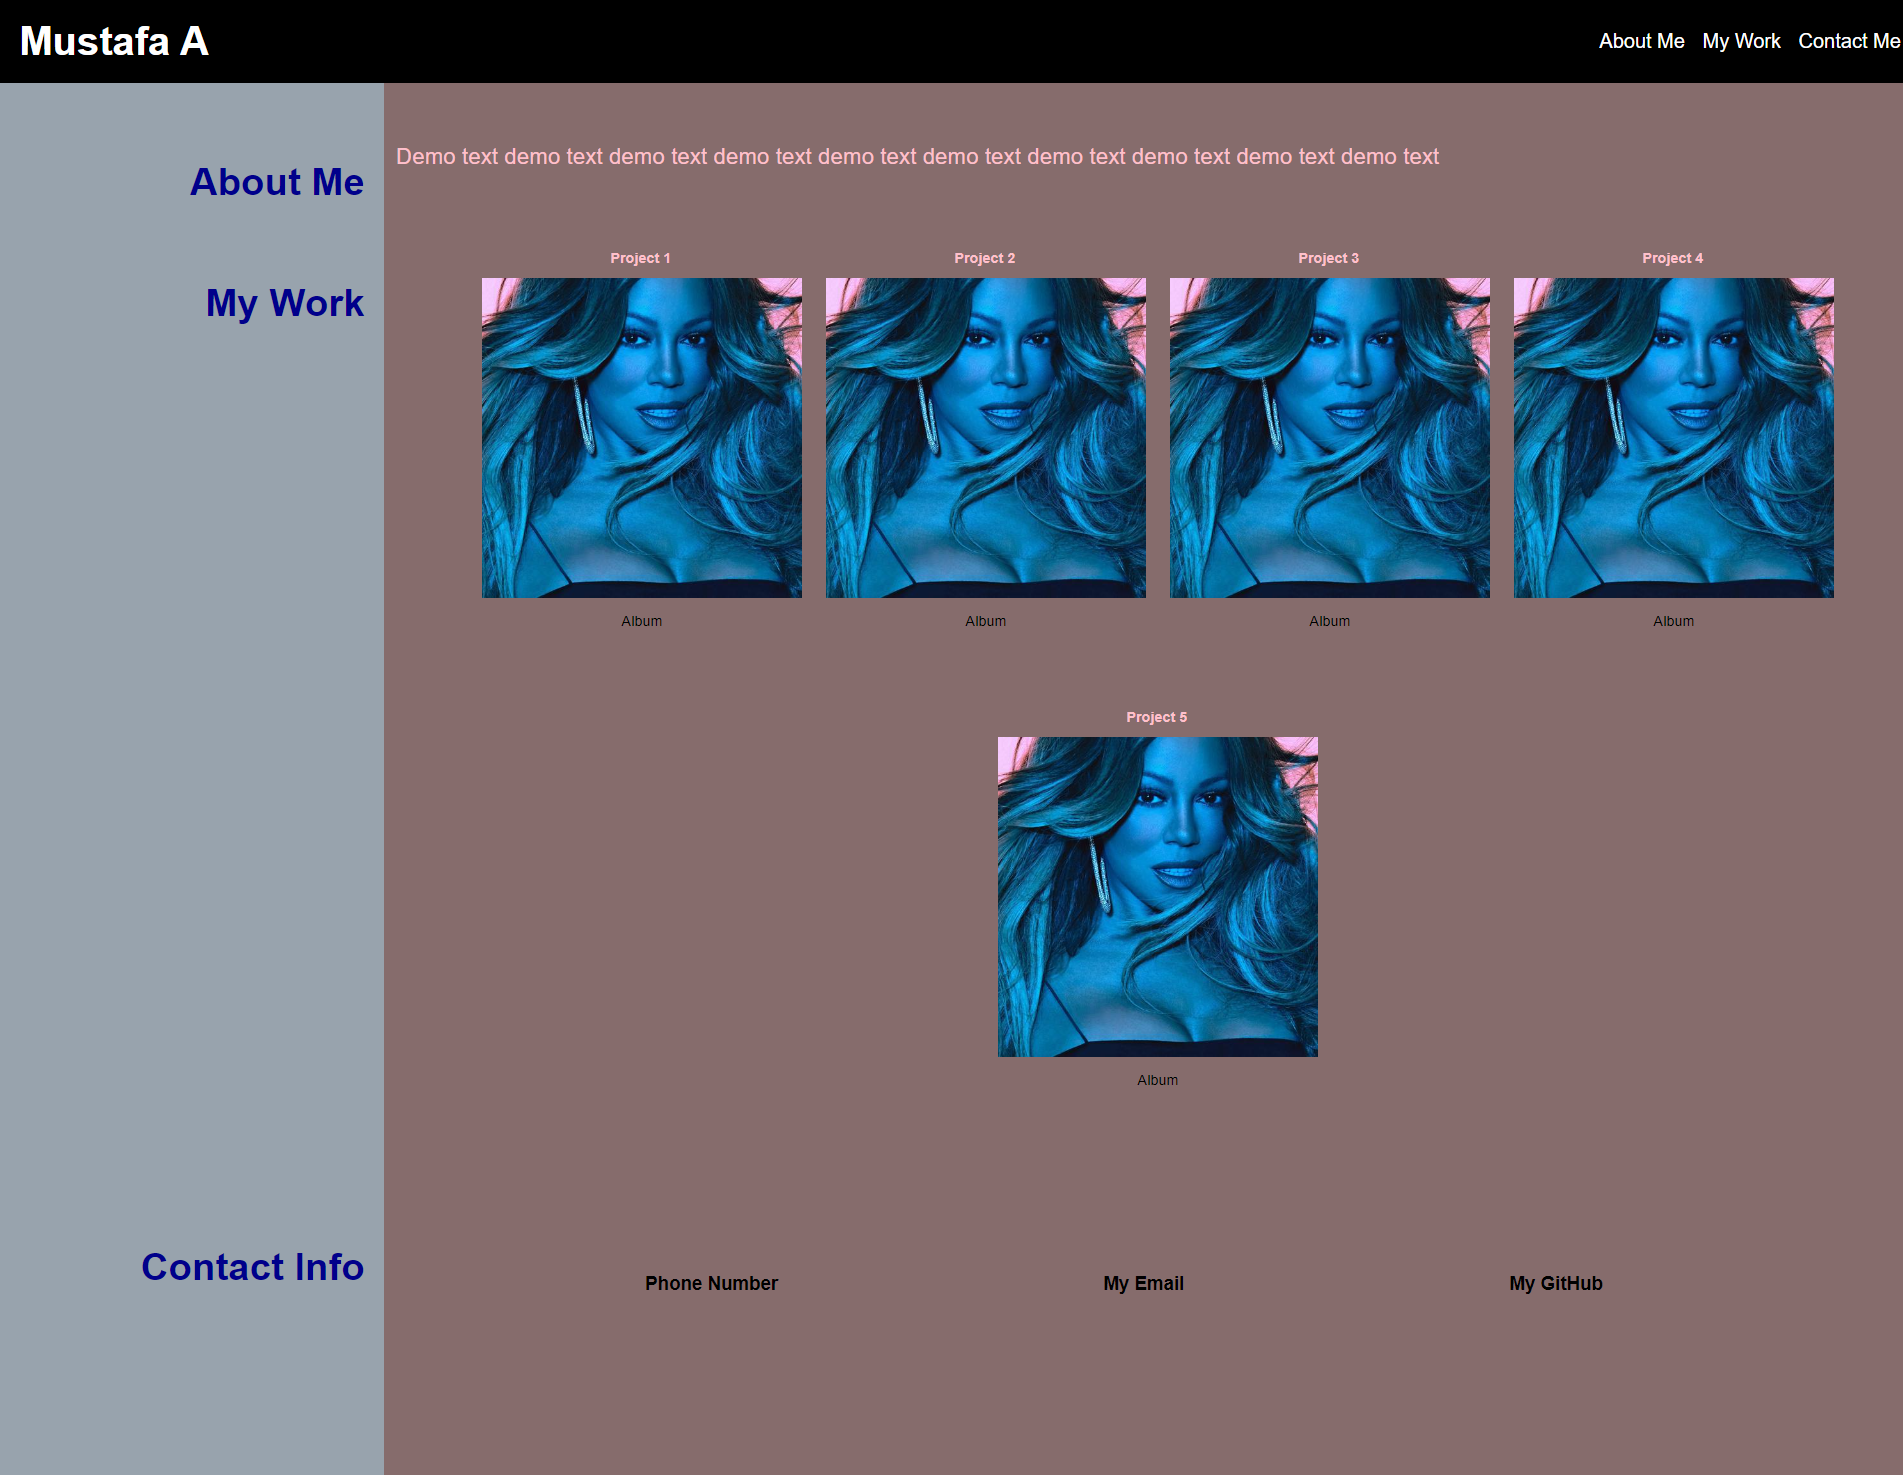 Mustafa A
About Me My Work Contact Me
About Me
Demo text demo text demo text demo text demo text demo text demo text demo text demo text demo text
My Work
Project 1 Project 2 Project 3 Project 4
Album Album Album Album
Project 5
Album
Contact Info
Phone Number My Email My GitHub